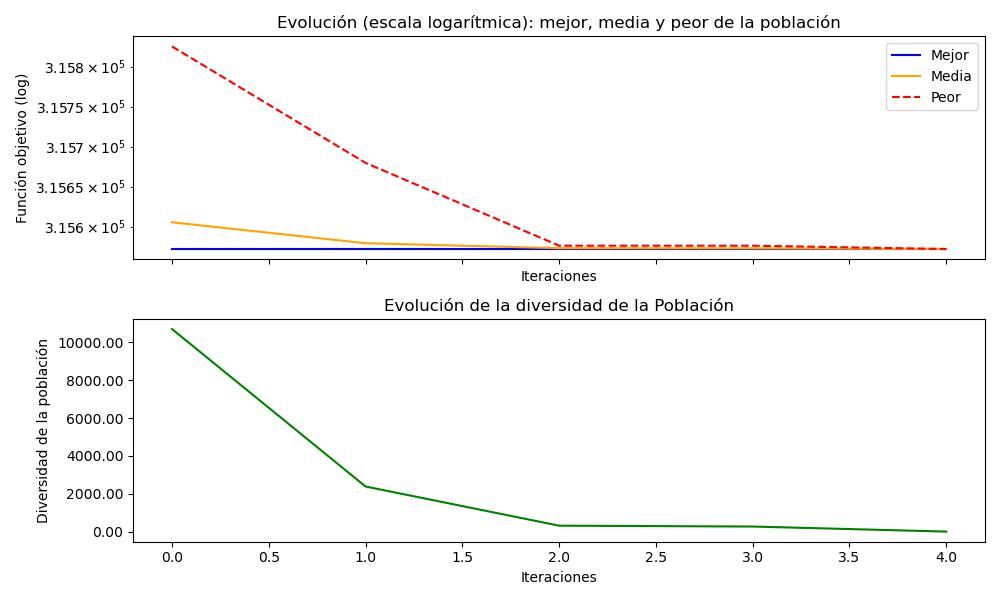 Evolución (escala logarítmica): mejor, media y peor de la población
Función objetivo (log)
3.158 × 10⁵
3.1575 × 10⁵
3.157 × 10⁵
3.1565 × 10⁵
3.156 × 10⁵
Mejor
Media
Peor
Iteraciones
Evolución de la diversidad de la Población
Diversidad de la población
10000.00
8000.00
6000.00
4000.00
2000.00
0.00
0.0 0.5 1.0 1.5 2.0 2.5 3.0 3.5 4.0
Iteraciones